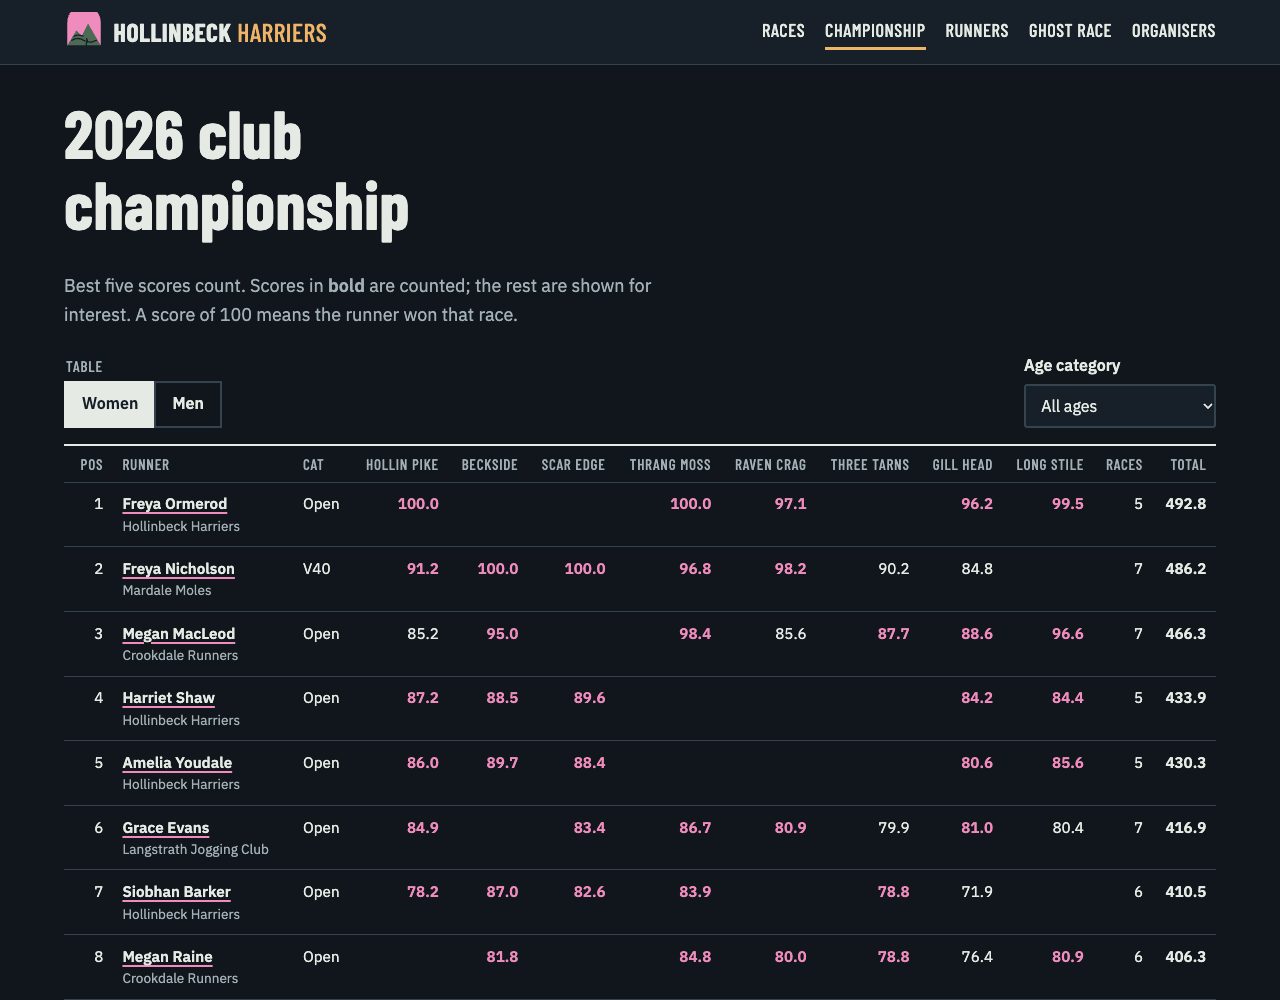 HOLLINBECK HARRIERS
RACES CHAMPIONSHIP RUNNERS GHOST RACE ORGANISERS
2026 club
championship
Best five scores count. Scores in bold are counted; the rest are shown for
interest. A score of 100 means the runner won that race.
TABLE
Women Men
Age category
All ages
POS RUNNER CAT HOLLIN PIKE BECKSIDE SCAR EDGE THRANG MOSS RAVEN CRAG THREE TARNS GILL HEAD LONG STILE RACES TOTAL
1 Freya Ormerod Open 100.0 100.0 97.1 96.2 99.5 5 492.8
Hollinbeck Harriers
2 Freya Nicholson V40 91.2 100.0 100.0 96.8 98.2 90.2 84.8 7 486.2
Mardale Moles
3 Megan MacLeod Open 85.2 95.0 98.4 85.6 87.7 88.6 96.6 7 466.3
Crookdale Runners
4 Harriet Shaw Open 87.2 88.5 89.6 84.2 84.4 5 433.9
Hollinbeck Harriers
5 Amelia Youdale Open 86.0 89.7 88.4 80.6 85.6 5 430.3
Hollinbeck Harriers
6 Grace Evans Open 84.9 83.4 86.7 80.9 79.9 81.0 80.4 7 416.9
Langstrath Jogging Club
7 Siobhan Barker Open 78.2 87.0 82.6 83.9 78.8 71.9 6 410.5
Hollinbeck Harriers
8 Megan Raine Open 81.8 84.8 80.0 78.8 76.4 80.9 6 406.3
Crookdale Runners